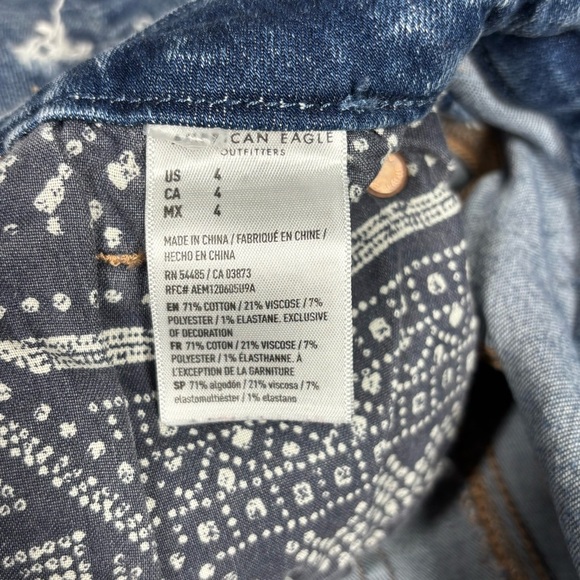 AMERICAN EAGLE
OUTFITTERS
US 4
CA 4
MX 4
MADE IN CHINA / FABRIQUÉ EN CHINE /
HECHO EN CHINA
RN 54485 / CA 03873
RFC# AEM120605U9A
EN 71% COTTON / 21% VISCOSE / 7%
POLYESTER / 1% ELASTANE. EXCLUSIVE
OF DECORATION
FR 71% COTON / 21% VISCOSE / 7%
POLYESTER / 1% ÉLASTHANNE. À
L'EXCEPTION DE LA GARNITURE
SP 71% algodón / 21% viscosa / 7%
elastomultiéster / 1% elastano